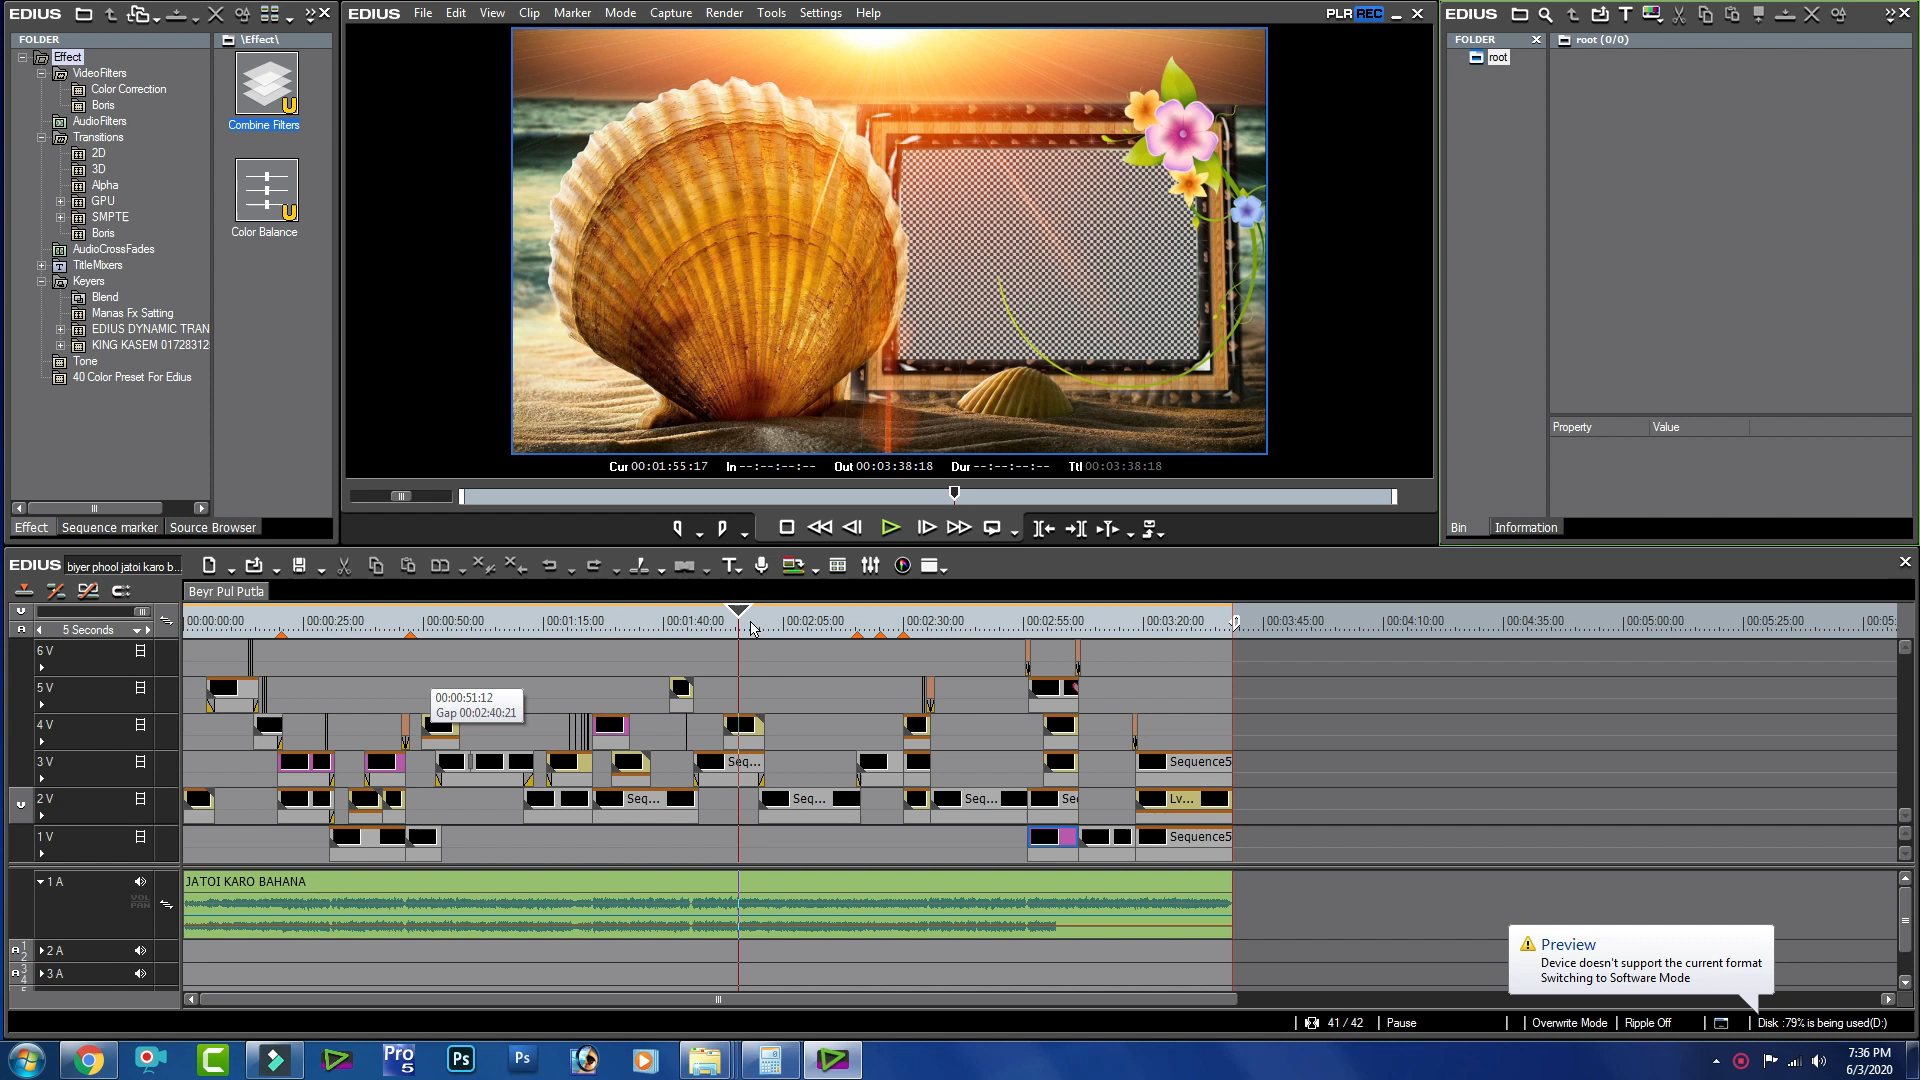 EDIUS
FOLDER
\Effect\
Effect
VideoFilters
Color Correction
Boris
AudioFilters
Transitions
2D
3D
Alpha
GPU
SMPTE
Boris
AudioCrossFades
TitleMixers
Keyers
Blend
Manas Fx Satting
EDIUS DYNAMIC TRAN
KING KASEM 01728312
Tone
40 Color Preset For Edius
Combine Filters
Color Balance
Effect Sequence marker Source Browser
EDIUS File Edit View Clip Marker Mode Capture Render Tools Settings Help
PLR REC
Cur 00:01:55:17 In --:--:--:-- Out 00:03:38:18 Dur --:--:--:-- Ttl 00:03:38:18
EDIUS
FOLDER
root (0/0)
root
Property Value
Bin Information
EDIUS biyer phool jatoi karo b...
Beyr Pul Putla
5 Seconds
00:00:00:00 00:00:25:00 00:00:50:00 00:01:15:00 00:01:40:00 00:02:05:00 00:02:30:00 00:02:55:00 00:03:20:00 00:03:45:00 00:04:10:00 00:04:35:00 00:05:00:00 00:05:25:00 00:05:
6 V
5 V
00:00:51:12
Gap 00:02:40:21
4 V
3 V
Seq... Sequence5
2 V
Seq... Seq... Seq... Se Lv...
1 V
Sequence5
1 A
JATOI KARO BAHANA
VOL
PAN
2 A
3 A
Preview
Device doesn't support the current format
Switching to Software Mode
41 / 42 Pause Overwrite Mode Ripple Off Disk :79% is being used(D:)
Pro
5
Ps
Ps
7:36 PM
6/3/2020